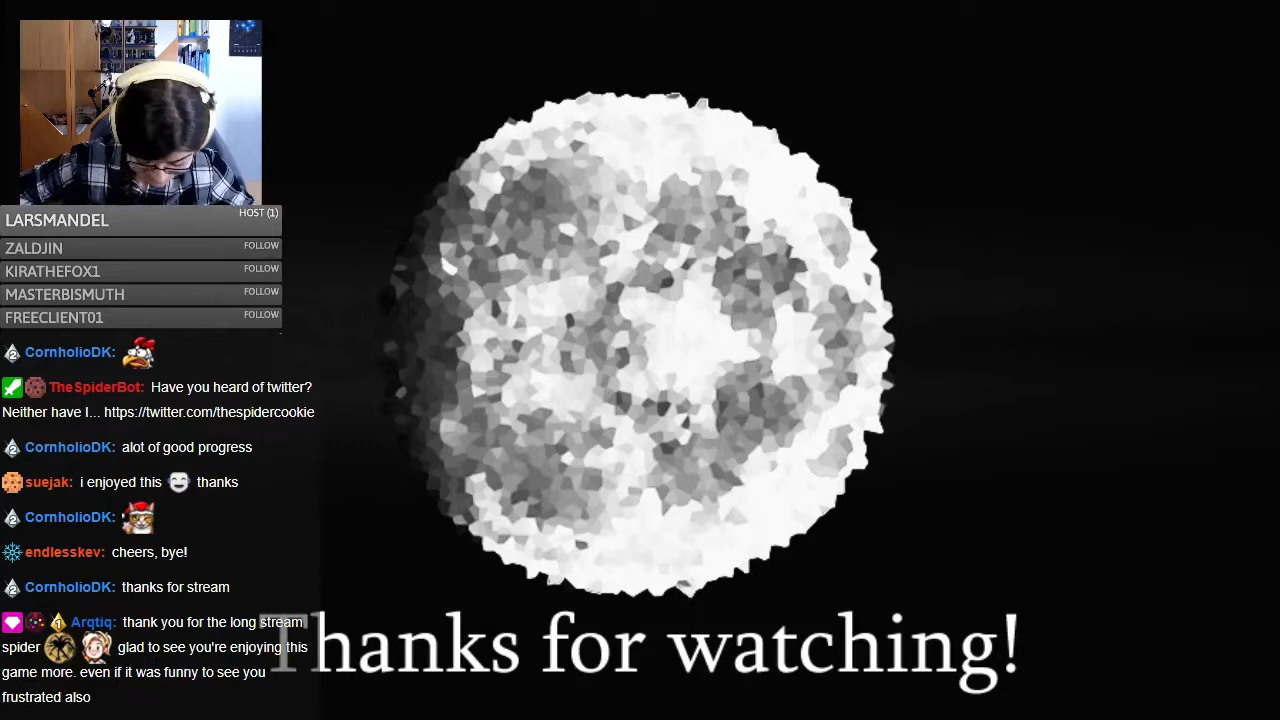 LARSMANDEL HOST (1)
ZALDJIN FOLLOW
KIRATHEFOX1 FOLLOW
MASTERBISMUTH FOLLOW
FREECLIENT01 FOLLOW
CornholioDK:
TheSpiderBot: Have you heard of twitter?
Neither have I... https://twitter.com/thespidercookie
CornholioDK: alot of good progress
suejak: i enjoyed this thanks
CornholioDK:
endlesskev: cheers, bye!
CornholioDK: thanks for stream
Arqtiq: thank you for the long stream
spider glad to see you're enjoying this
game more. even if it was funny to see you
frustrated also
Thanks for watching!